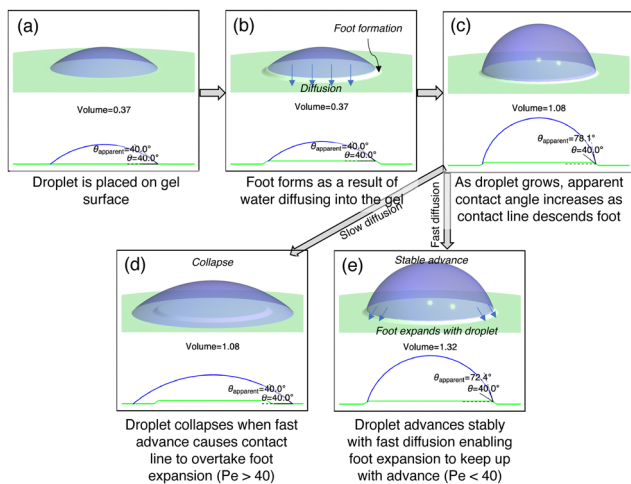 (a)
Volume=0.37
θapparent=40.0°
θ=40.0°
Droplet is placed on gel
surface
(b)
Foot formation
Diffusion
Volume=0.37
θapparent=40.0°
θ=40.0°
Foot forms as a result of
water diffusing into the gel
(c)
Volume=1.08
θapparent=78.1°
θ=40.0°
As droplet grows, apparent
contact angle increases as
contact line descends foot
Slow diffusion
Fast diffusion
(d)
Collapse
Volume=1.08
θapparent=40.0°
θ=40.0°
Droplet collapses when fast
advance causes contact
line to overtake foot
expansion (Pe > 40)
(e)
Stable advance
Foot expands with droplet
Volume=1.32
θapparent=72.4°
θ=40.0°
Droplet advances stably
with fast diffusion enabling
foot expansion to keep up
with advance (Pe < 40)